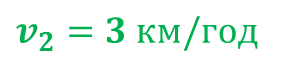 v₂ = 3 км/год